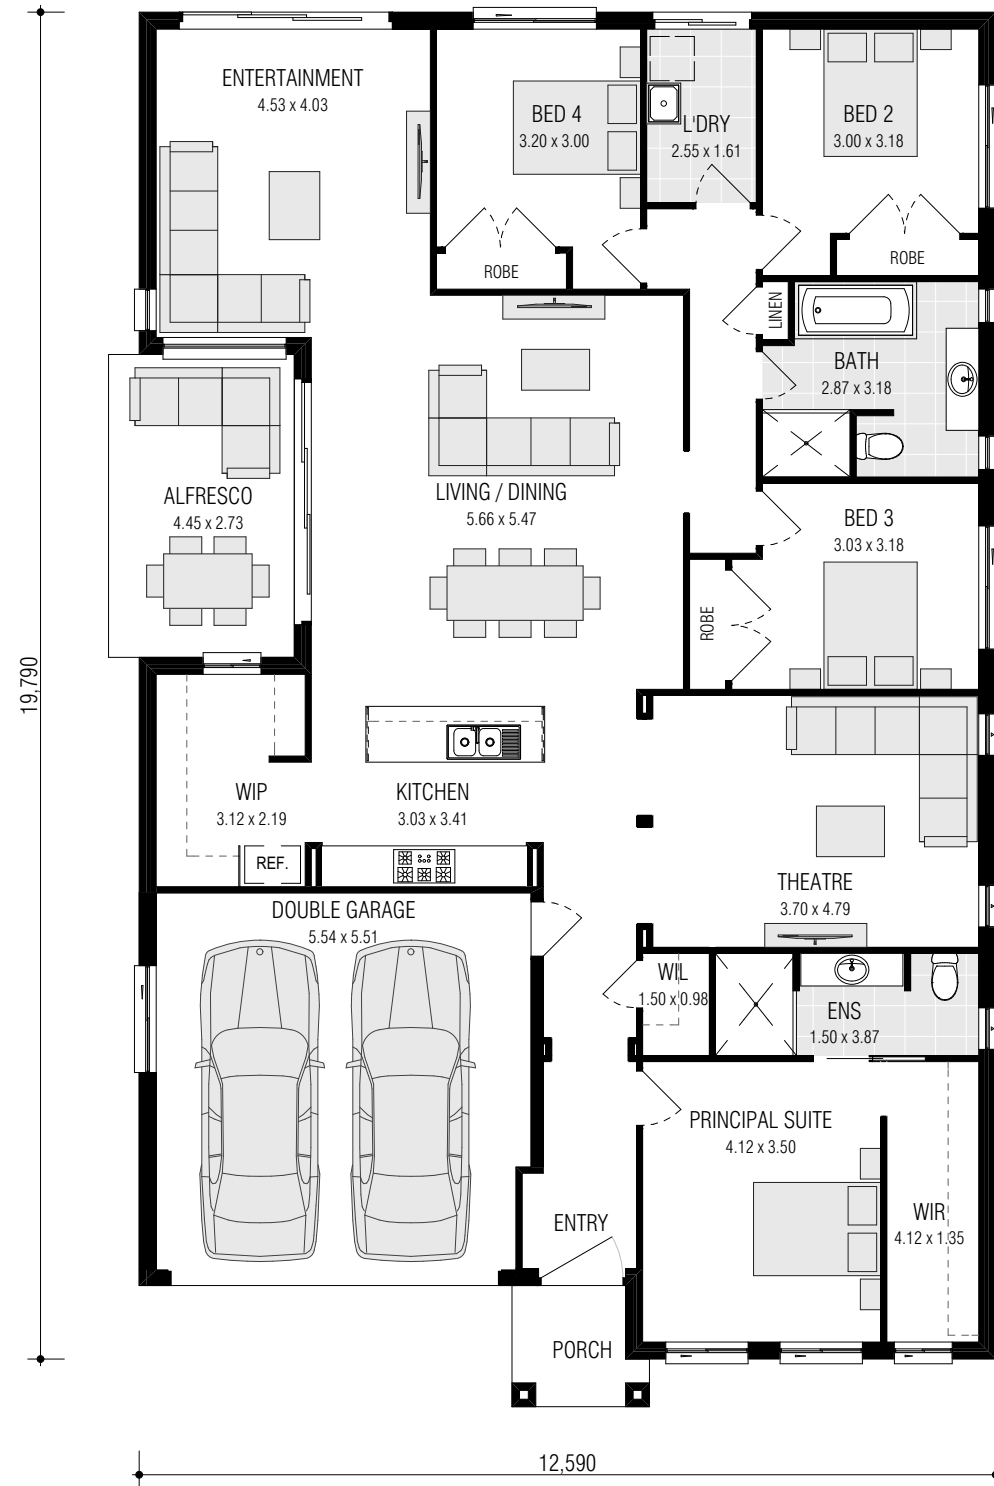 ENTERTAINMENT
4.53 x 4.03
BED 4
3.20 x 3.00
L'DRY
2.55 x 1.61
BED 2
3.00 x 3.18
ROBE
ROBE
LINEN
BATH
2.87 x 3.18
ALFRESCO
4.45 x 2.73
LIVING / DINING
5.66 x 5.47
BED 3
3.03 x 3.18
ROBE
19,790
WIP
3.12 x 2.19
KITCHEN
3.03 x 3.41
REF.
THEATRE
3.70 x 4.79
DOUBLE GARAGE
5.54 x 5.51
WIL
1.50 x 0.98
ENS
1.50 x 3.87
PRINCIPAL SUITE
4.12 x 3.50
ENTRY
WIR
4.12 x 1.35
PORCH
12,590